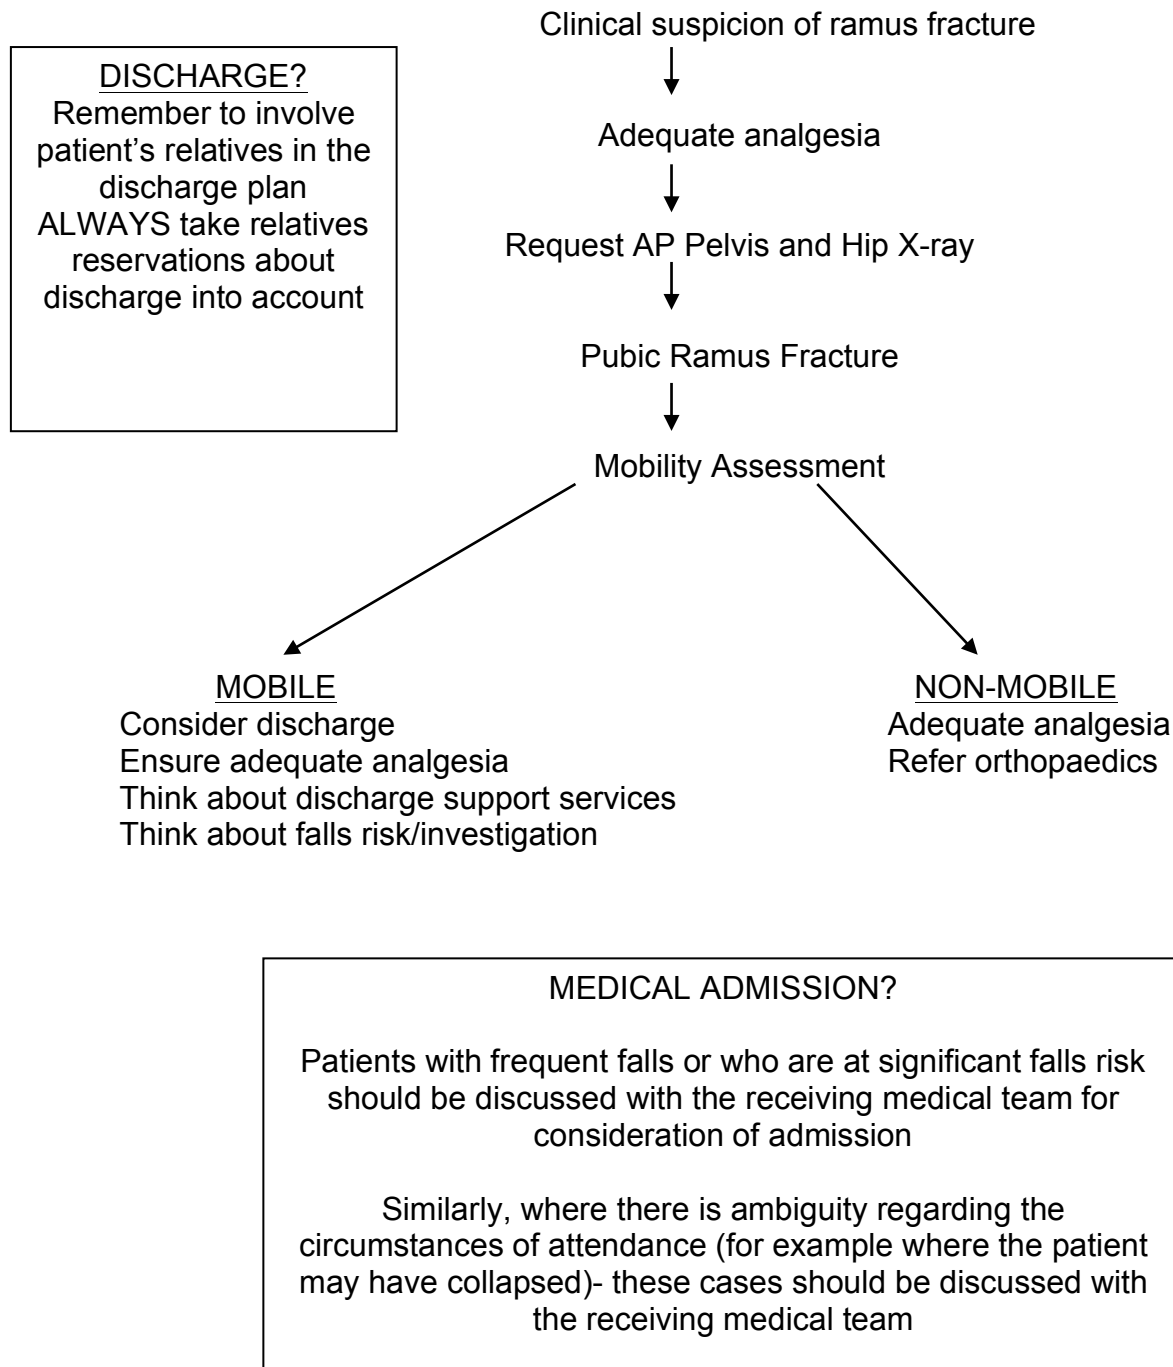 Clinical suspicion of ramus fracture
DISCHARGE?
Remember to involve
patient’s relatives in the
discharge plan
ALWAYS take relatives
reservations about
discharge into account
Adequate analgesia
Request AP Pelvis and Hip X-ray
Pubic Ramus Fracture
Mobility Assessment
MOBILE
Consider discharge
Ensure adequate analgesia
Think about discharge support services
Think about falls risk/investigation
NON-MOBILE
Adequate analgesia
Refer orthopaedics
MEDICAL ADMISSION?
Patients with frequent falls or who are at significant falls risk
should be discussed with the receiving medical team for
consideration of admission
Similarly, where there is ambiguity regarding the
circumstances of attendance (for example where the patient
may have collapsed)- these cases should be discussed with
the receiving medical team